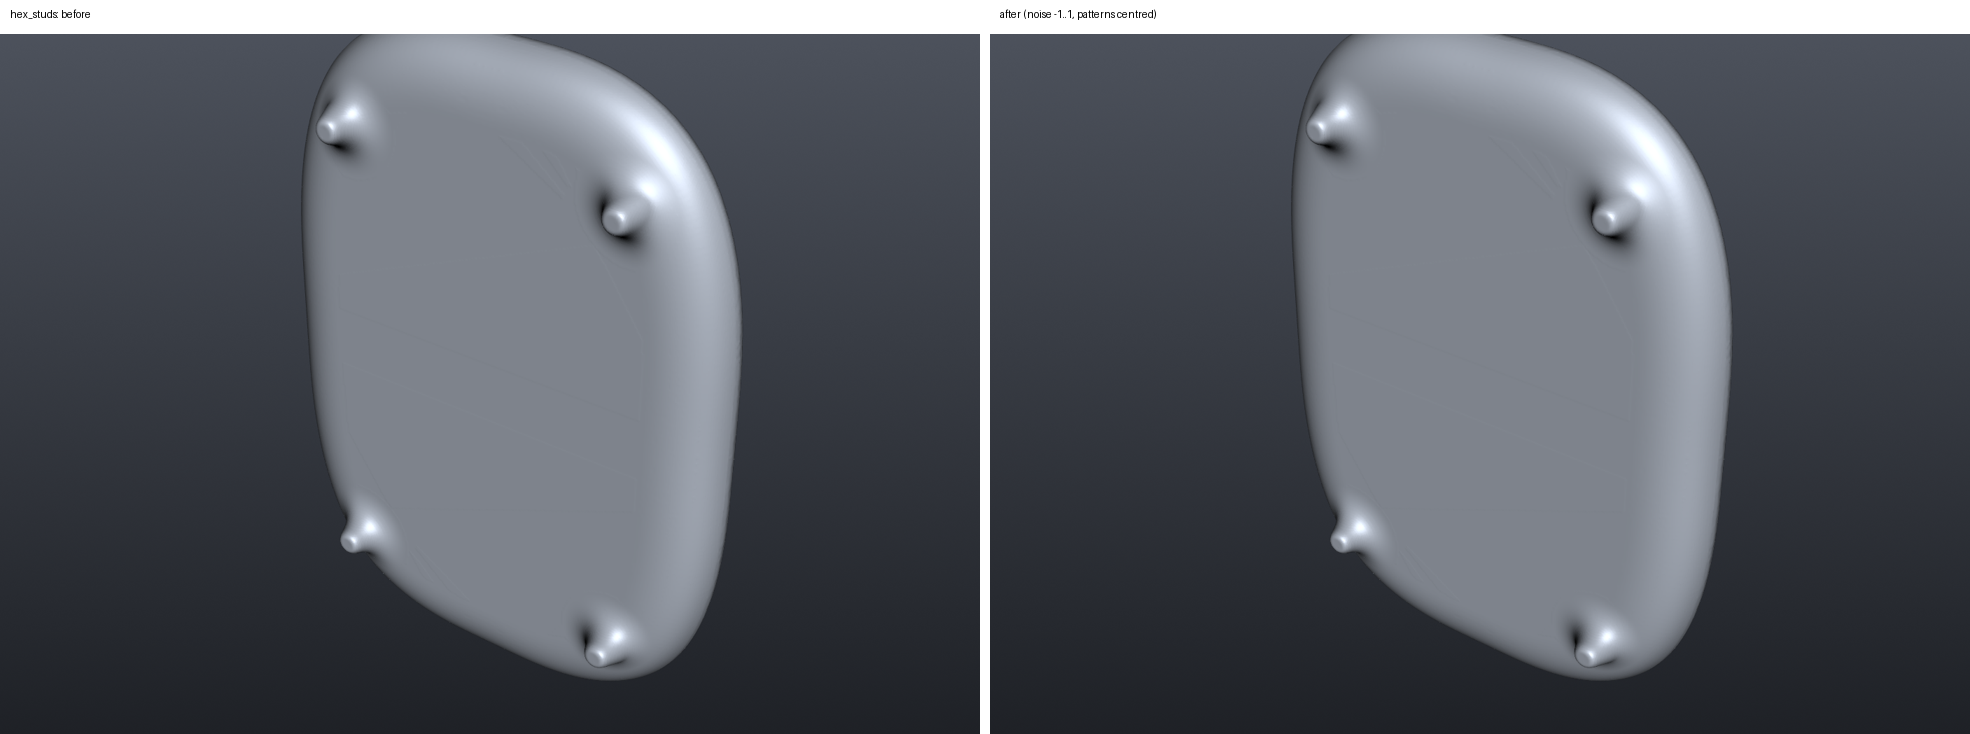 hex_studs: before
after (noise -1..1, patterns centred)